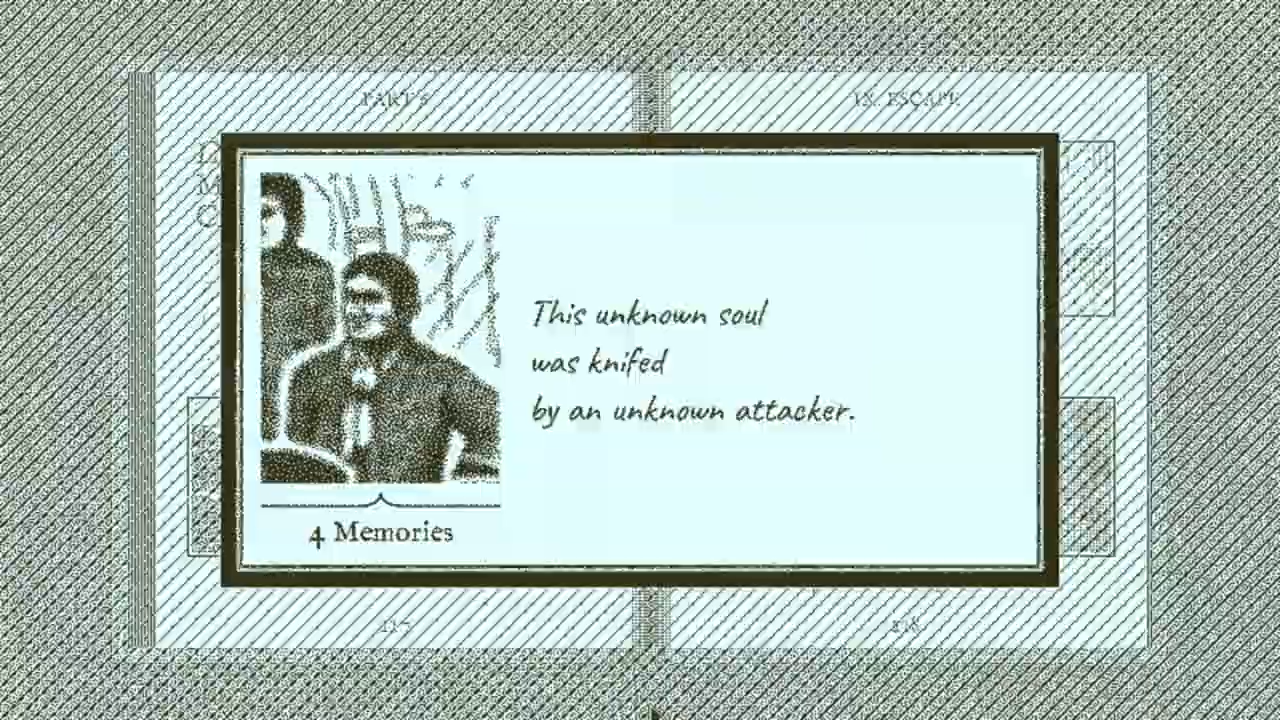 PART 5
IX. ESCAPE
This unknown soul
was knifed
by an unknown attacker.
4 Memories